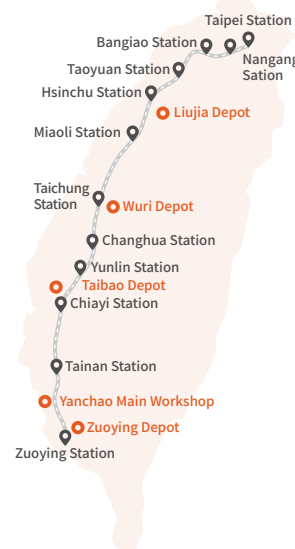 Taipei Station
Bangiao Station
Nangang
Sation
Taoyuan Station
Hsinchu Station
Liujia Depot
Miaoli Station
Taichung
Station
Wuri Depot
Changhua Station
Yunlin Station
Taibao Depot
Chiayi Station
Tainan Station
Yanchao Main Workshop
Zuoying Depot
Zuoying Station